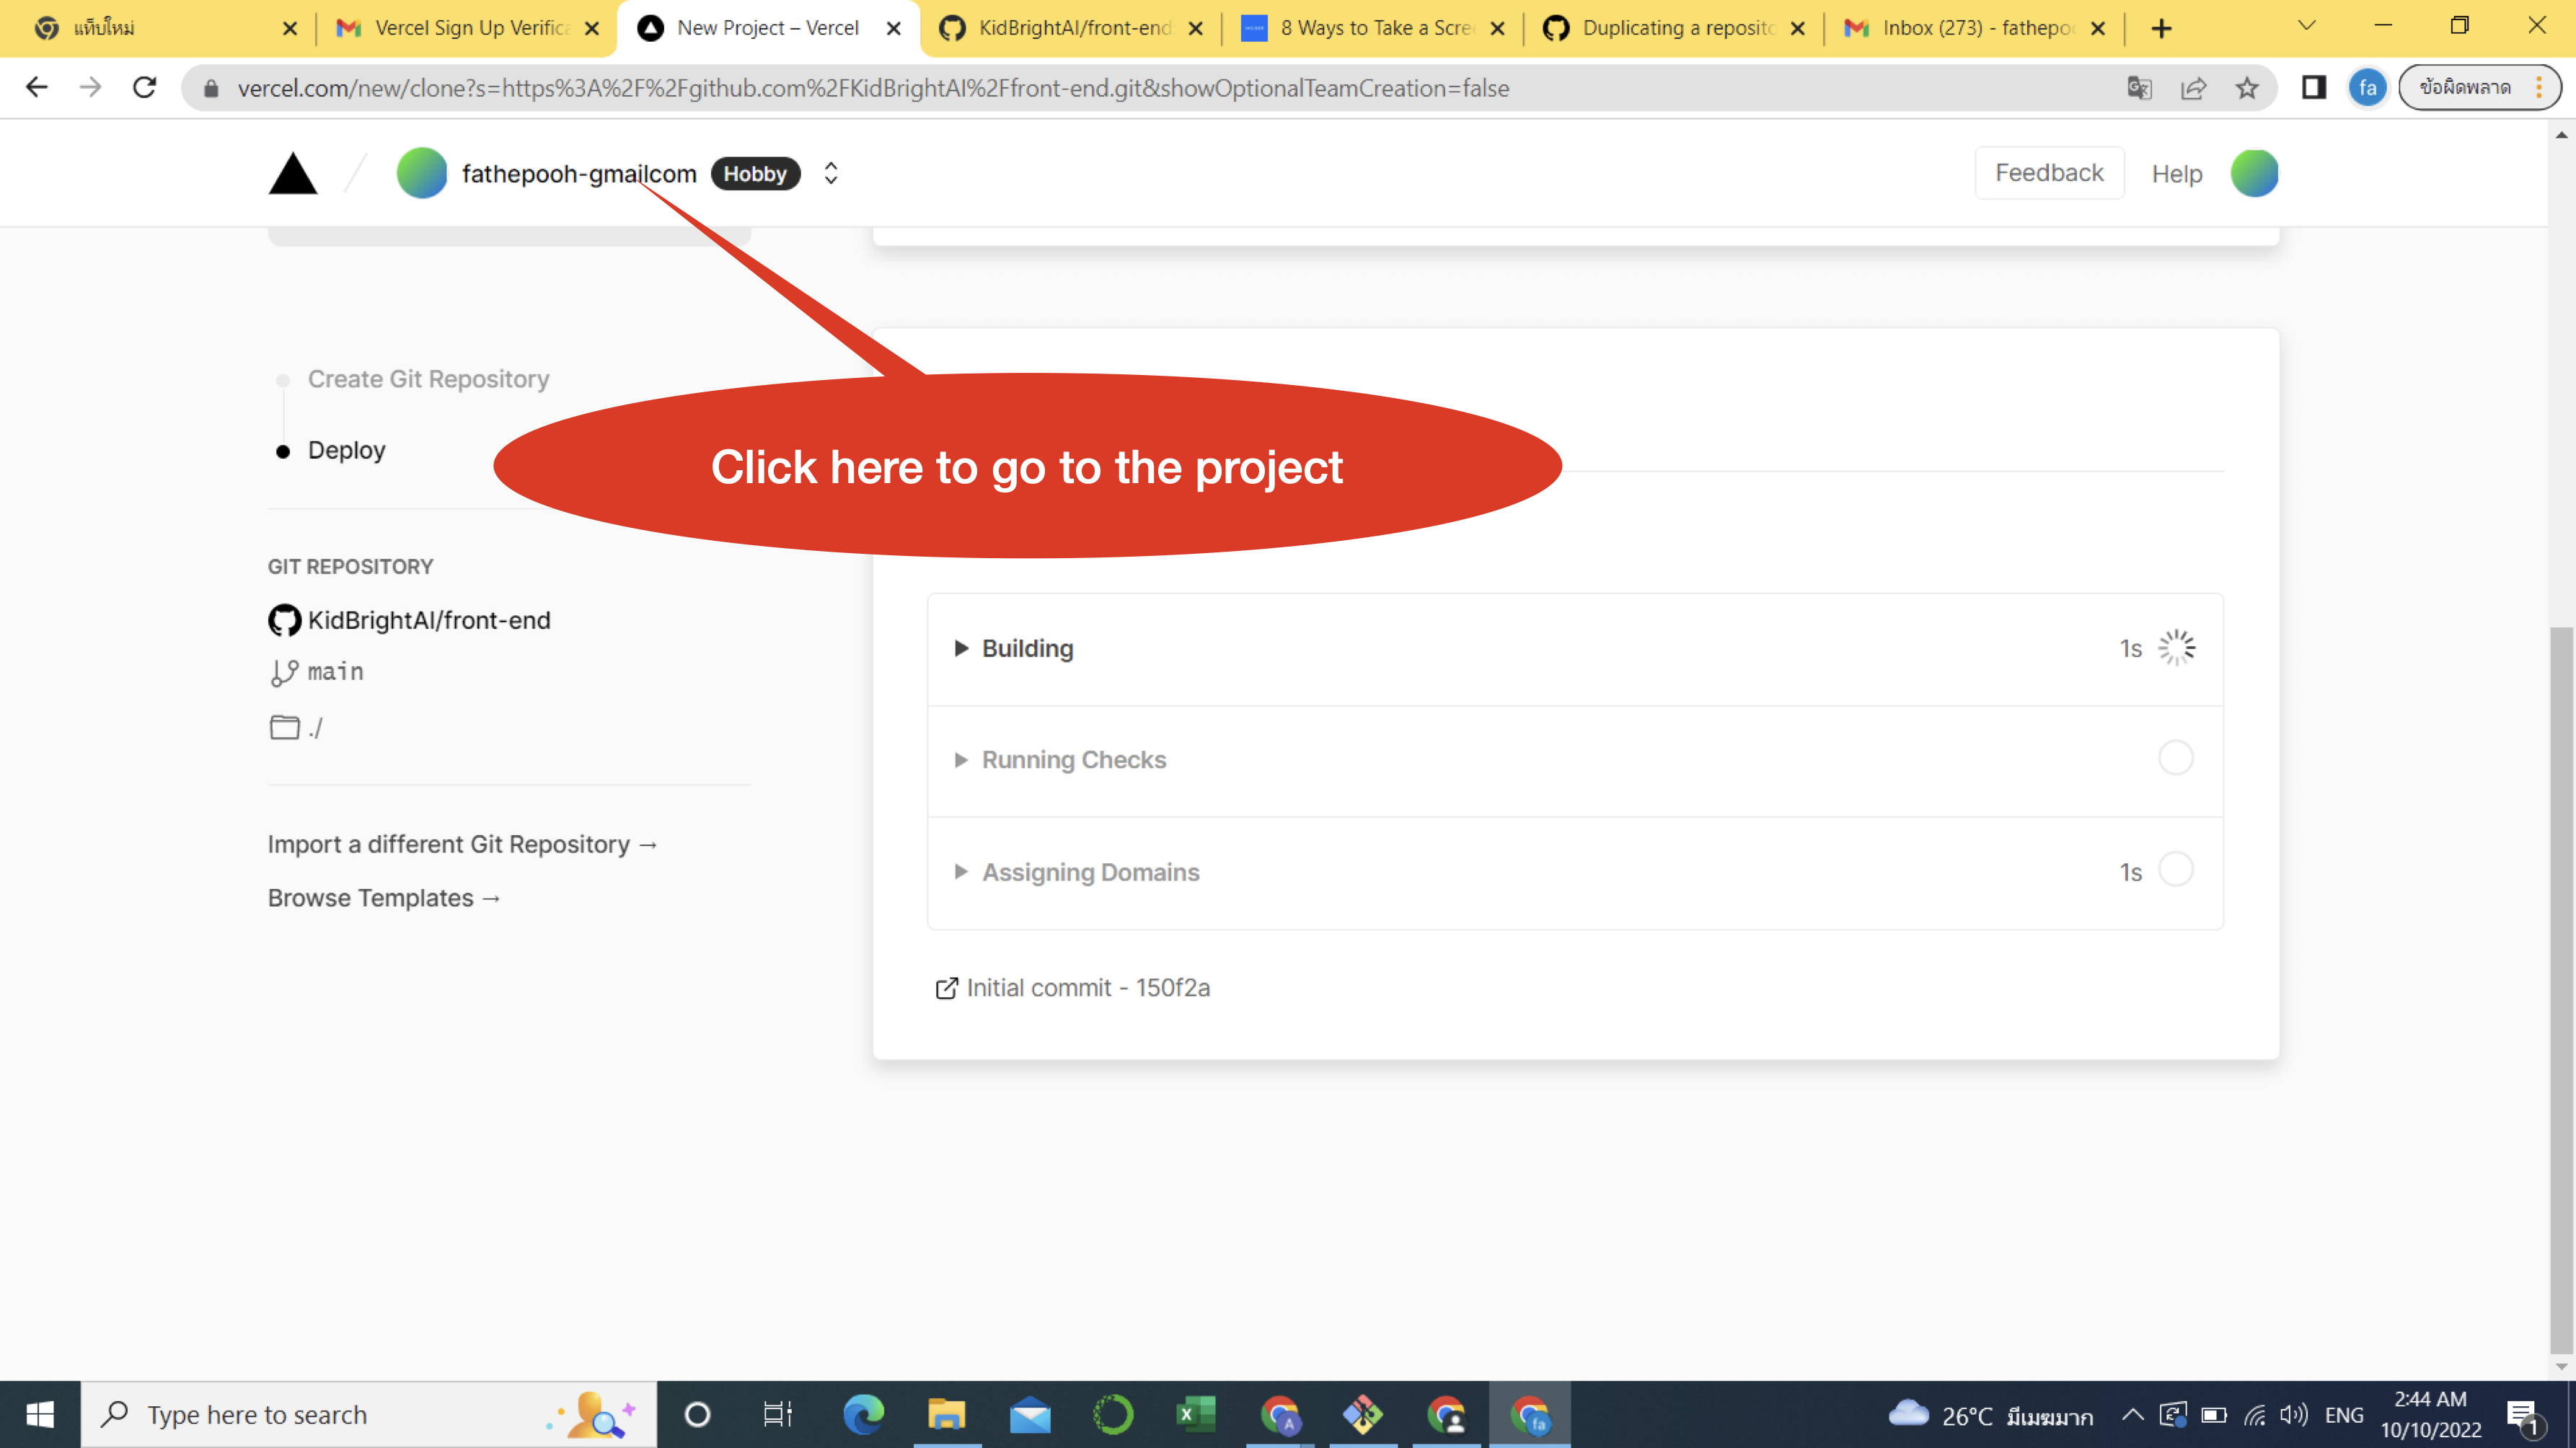 แท็บใหม่
Vercel Sign Up Verifica
New Project – Vercel
KidBrightAI/front-end
8 Ways to Take a Scre
Duplicating a reposito
Inbox (273) - fathepo
vercel.com/new/clone?s=https%3A%2F%2Fgithub.com%2FKidBrightAI%2Ffront-end.git&showOptionalTeamCreation=false
fa
ข้อผิดพลาด
fathepooh-gmailcom
Hobby
Feedback
Help
Create Git Repository
Deploy
Click here to go to the project
GIT REPOSITORY
KidBrightAI/front-end
main
./
Import a different Git Repository →
Browse Templates →
Building
1s
Running Checks
Assigning Domains
1s
Initial commit - 150f2a
Type here to search
26°C มีเมฆมาก
ENG
2:44 AM
10/10/2022
1